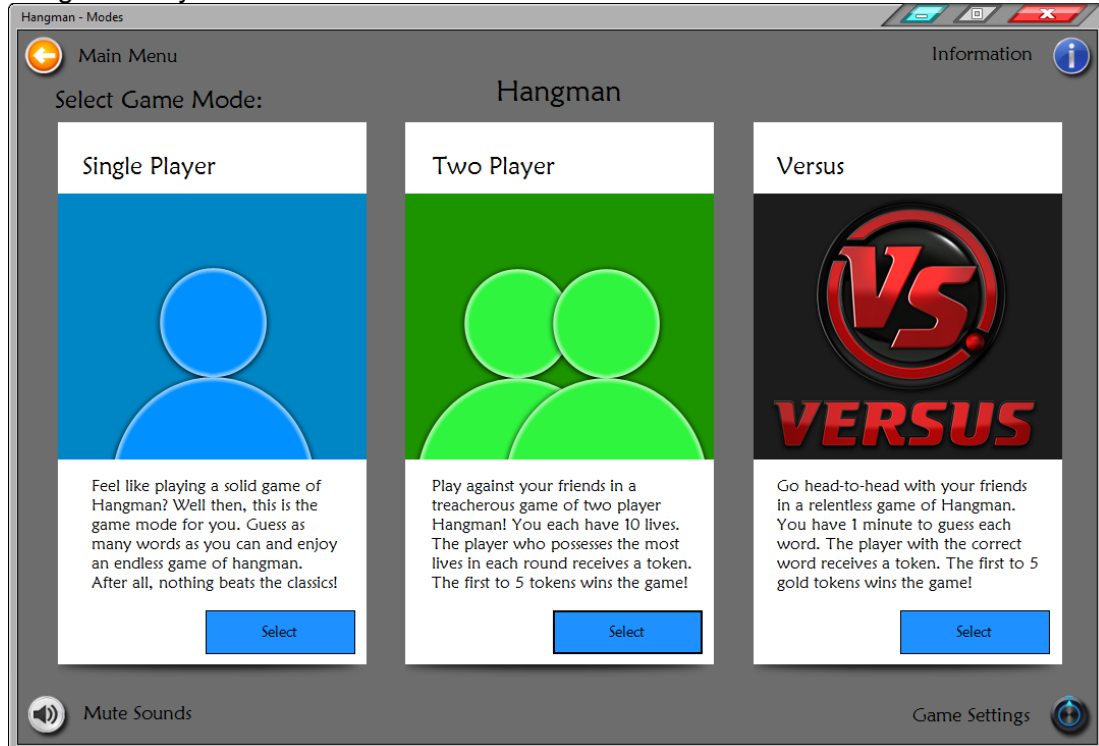 Hangman - Modes
Main Menu
Information
Select Game Mode:
Hangman
Single Player
Feel like playing a solid game of
Hangman? Well then, this is the
game mode for you. Guess as
many words as you can and enjoy
an endless game of hangman.
After all, nothing beats the classics!
Select
Two Player
Play against your friends in a
treacherous game of two player
Hangman! You each have 10 lives.
The player who possesses the most
lives in each round receives a token.
The first to 5 tokens wins the game!
Select
Versus
VS.
VERSUS
Go head-to-head with your friends
in a relentless game of Hangman.
You have 1 minute to guess each
word. The player with the correct
word receives a token. The first to 5
gold tokens wins the game!
Select
Mute Sounds
Game Settings